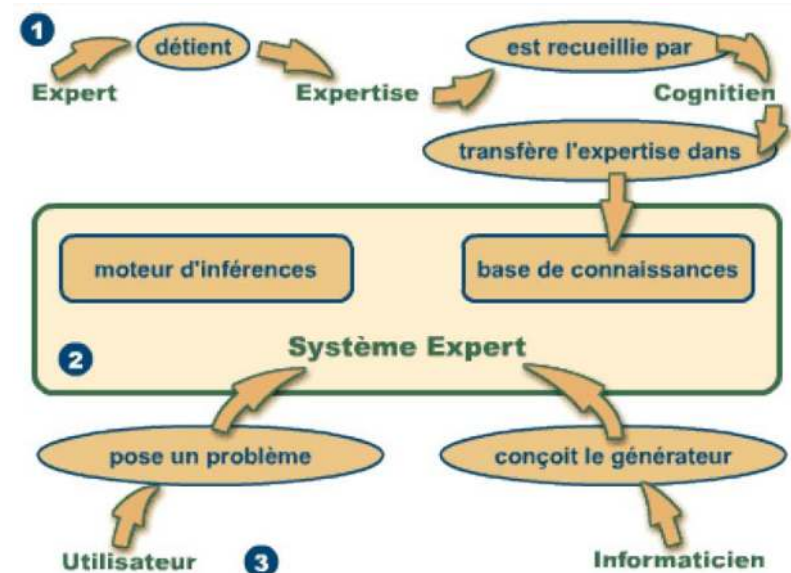 1
détient
est recueillie par
Expert
Expertise
Cognitien
transfère l'expertise dans
moteur d'inférences
base de connaissances
Système Expert
2
pose un problème
conçoit le générateur
Utilisateur
3
Informaticien